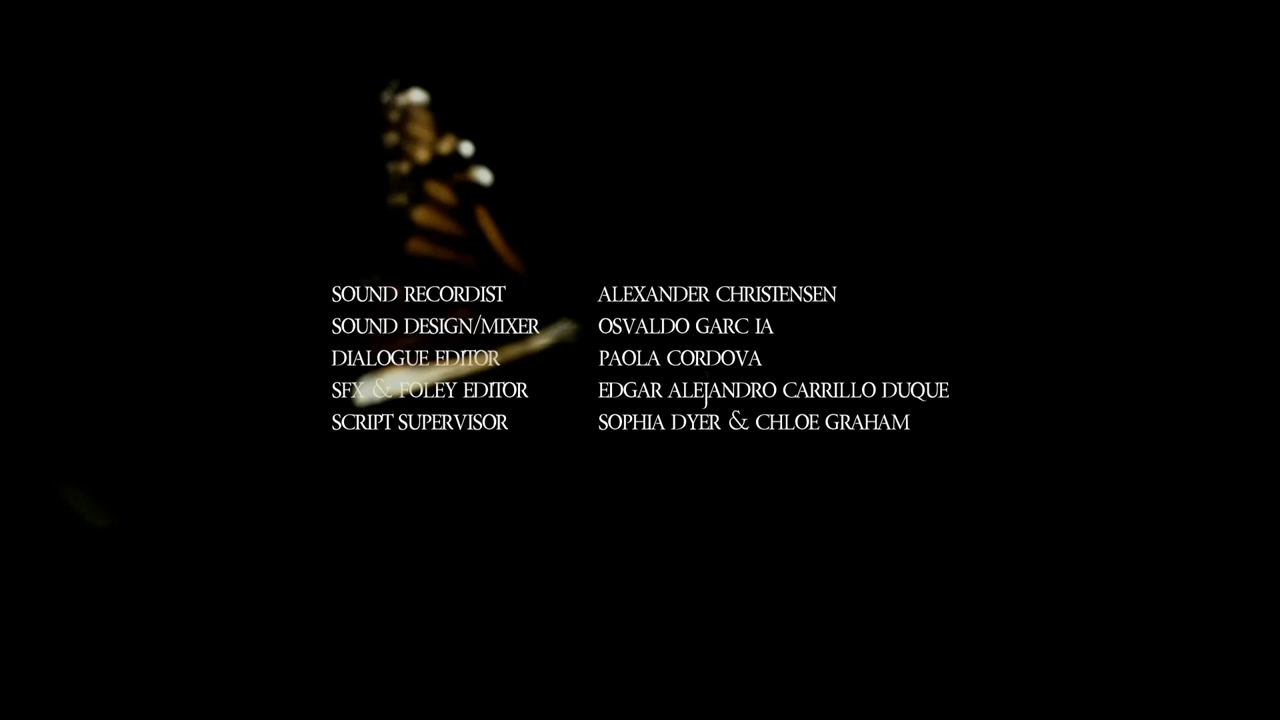 SOUND RECORDIST ALEXANDER CHRISTENSEN
SOUND DESIGN/MIXER OSVALDO GARC IA
DIALOGUE EDITOR PAOLA CORDOVA
SFX & FOLEY EDITOR EDGAR ALEJANDRO CARRILLO DUQUE
SCRIPT SUPERVISOR SOPHIA DYER & CHLOE GRAHAM